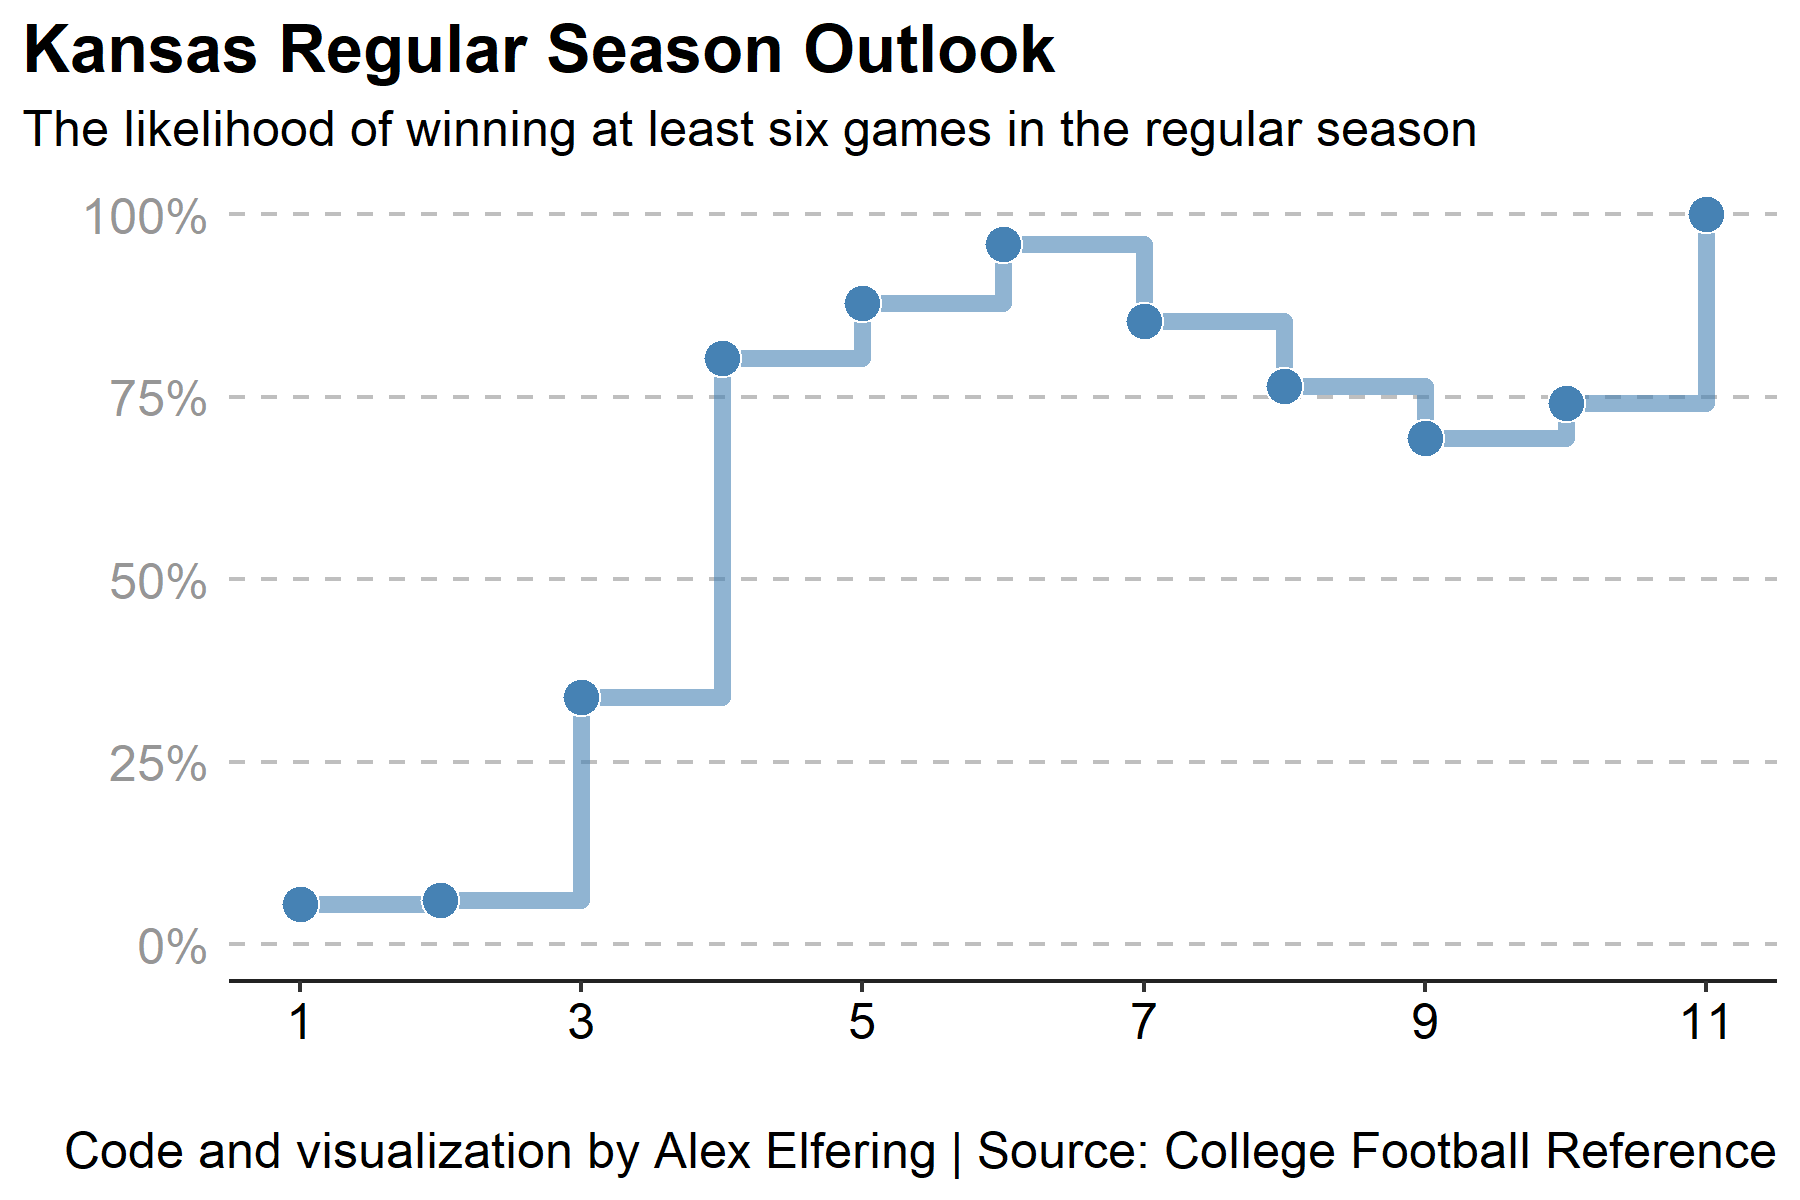 Kansas Regular Season Outlook
The likelihood of winning at least six games in the regular season
100%
75%
50%
25%
0%
1 3 5 7 9 11
Code and visualization by Alex Elfering | Source: College Football Reference